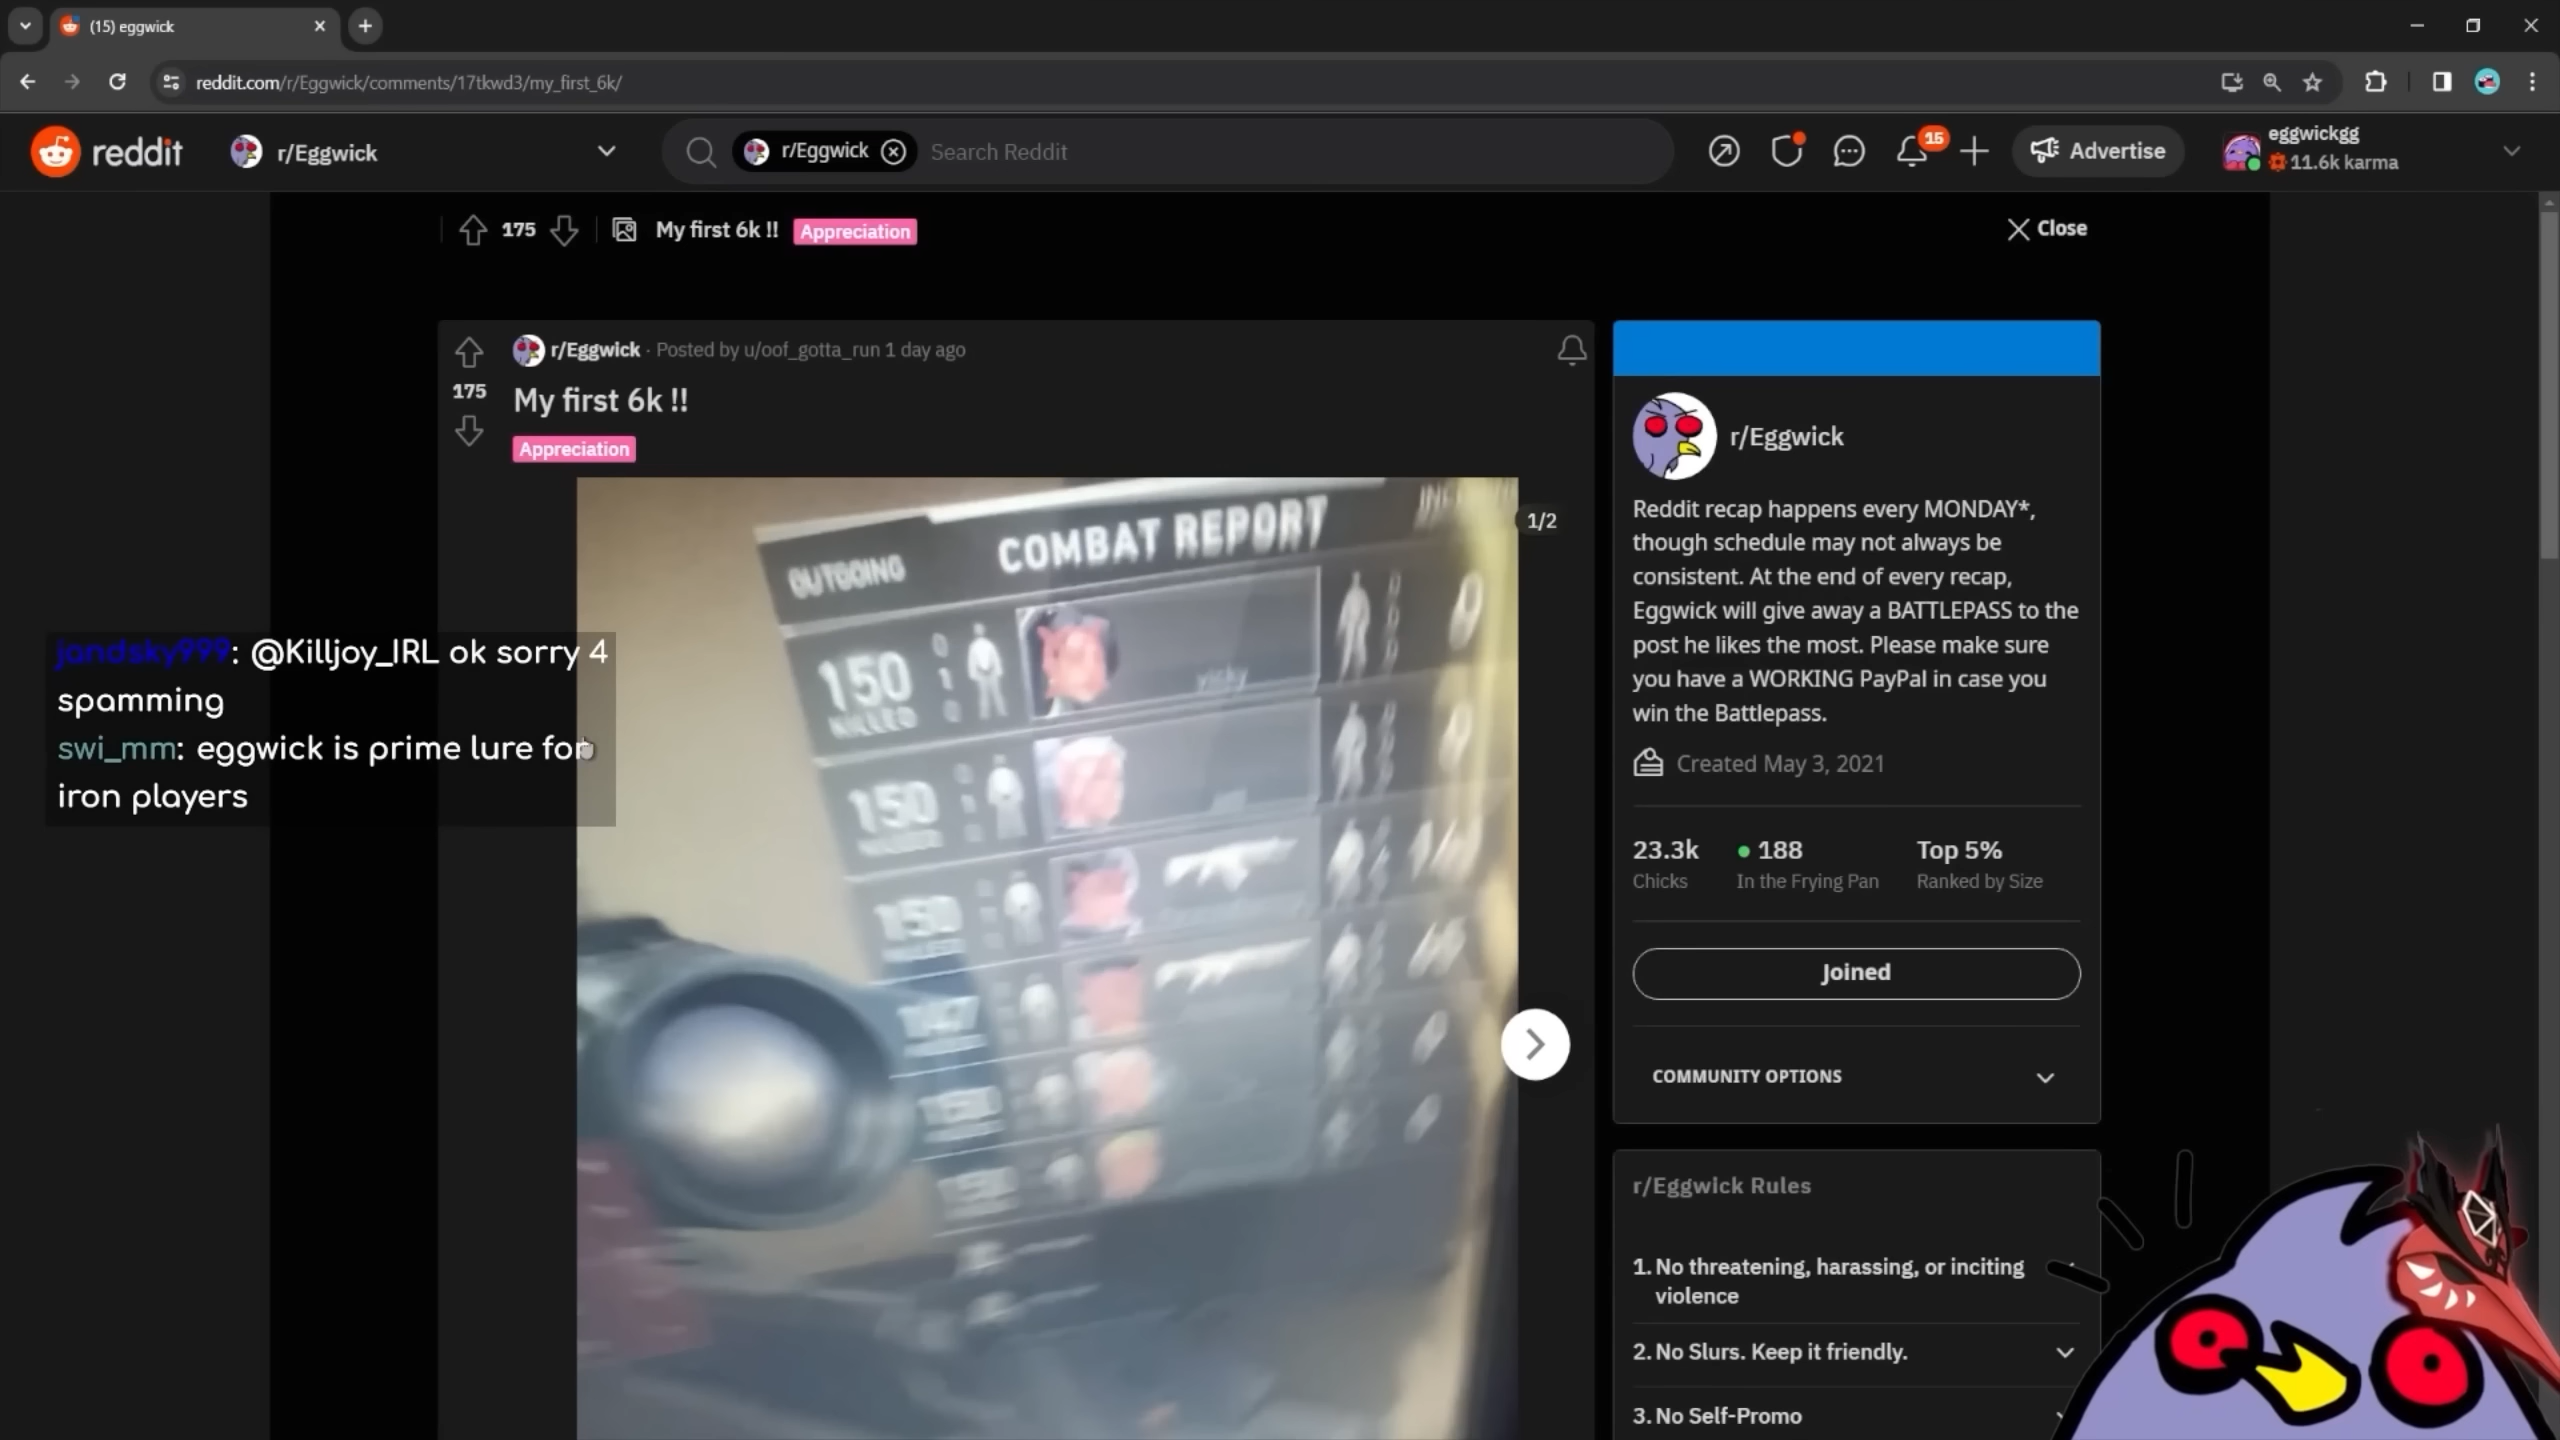 (15) eggwick
reddit.com/r/Eggwick/comments/17tkwd3/my_first_6k/
reddit
r/Eggwick
r/Eggwick
Search Reddit
15
Advertise
eggwickgg
11.6k karma
175
My first 6k !!
Appreciation
Close
r/Eggwick · Posted by u/oof_gotta_run 1 day ago
175
My first 6k !!
Appreciation
1/2
OUTGOING
COMBAT REPORT
150
KILLED
150
150
jandsky999: @Killjoy_IRL ok sorry 4
spamming
swi_mm: eggwick is prime lure for
iron players
r/Eggwick
Reddit recap happens every MONDAY*,
though schedule may not always be
consistent. At the end of every recap,
Eggwick will give away a BATTLEPASS to the
post he likes the most. Please make sure
you have a WORKING PayPal in case you
win the Battlepass.
Created May 3, 2021
23.3k
188
Top 5%
Chicks
In the Frying Pan
Ranked by Size
Joined
COMMUNITY OPTIONS
r/Eggwick Rules
1. No threatening, harassing, or inciting
violence
2. No Slurs. Keep it friendly.
3. No Self-Promo